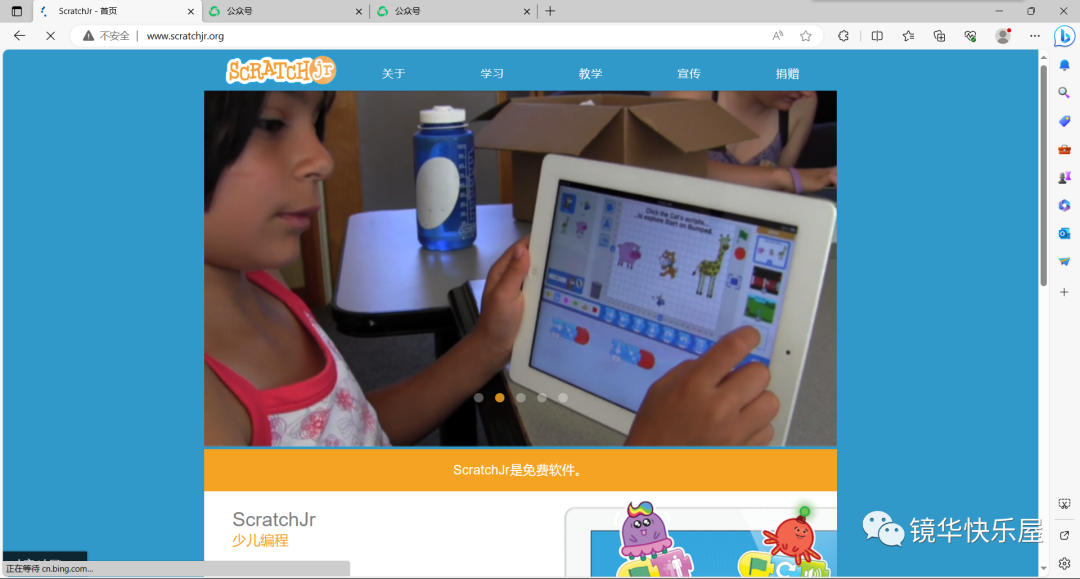 ScratchJr - 首页
公众号
公众号
不安全
www.scratchjr.org
SCRATCH Jr
关于
学习
教学
宣传
捐赠
Click the Cat's scripts...
...to explore Start on Bumped.
ScratchJr是免费软件。
ScratchJr
少儿编程
镜华快乐屋
正在等待 cn.bing.com...